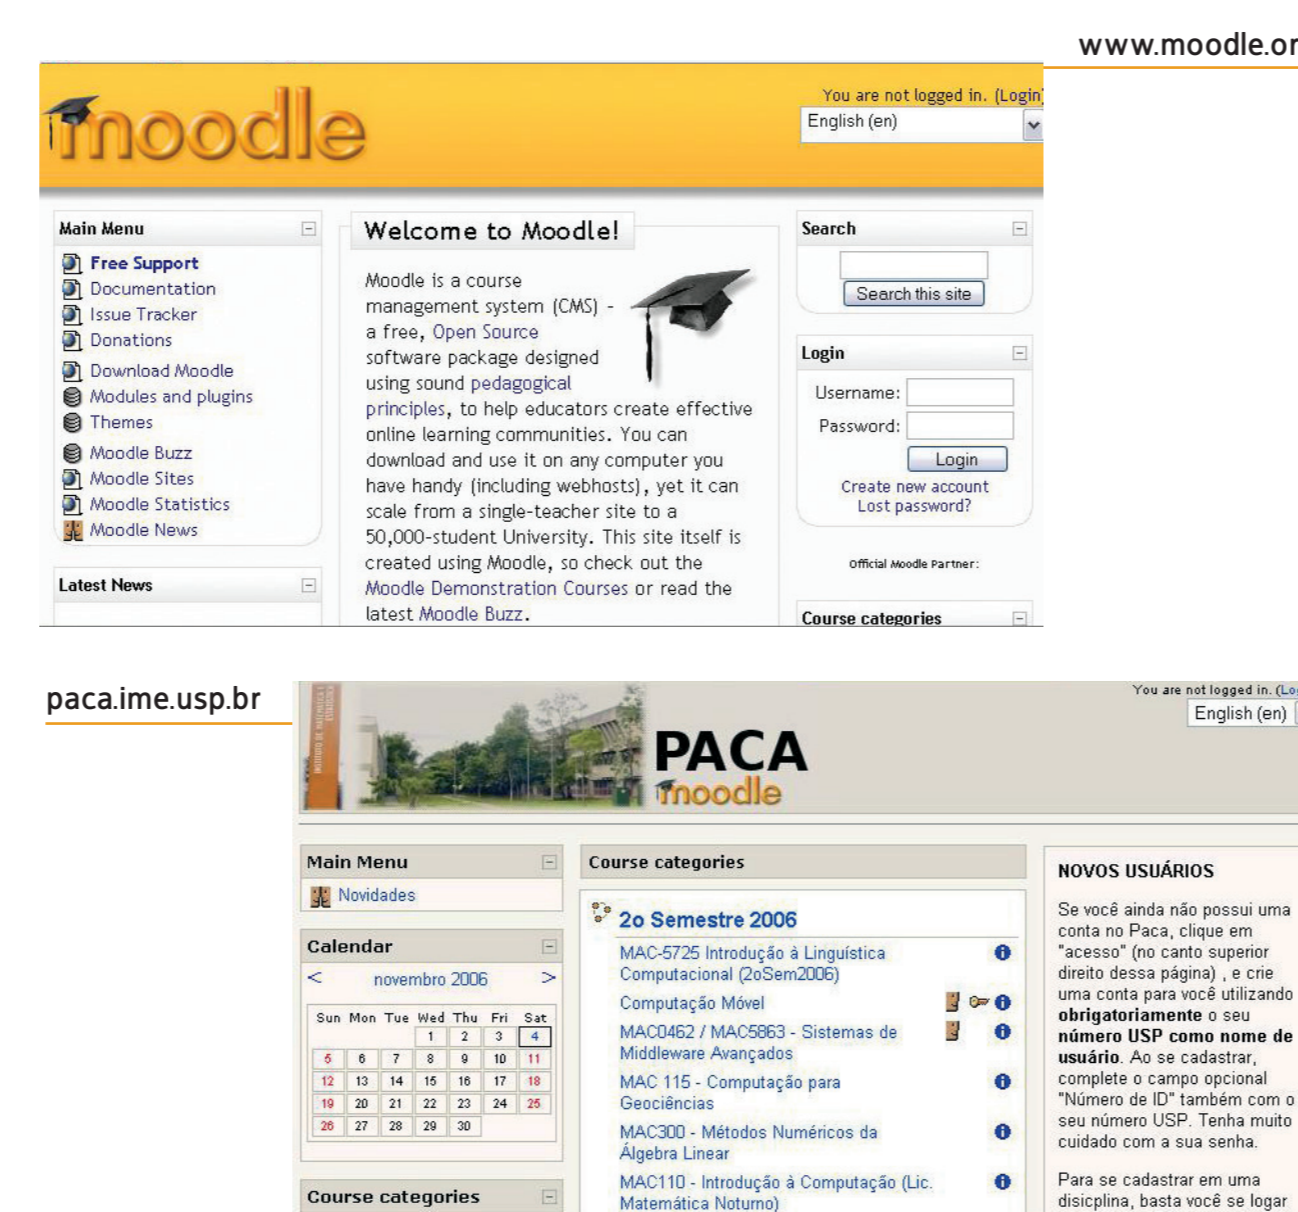 www.moodle.or
moodle
You are not logged in. (Login)
English (en)
Main Menu
Free Support
Documentation
Issue Tracker
Donations
Download Moodle
Modules and plugins
Themes
Moodle Buzz
Moodle Sites
Moodle Statistics
Moodle News
Latest News
Welcome to Moodle!
Moodle is a course
management system (CMS) -
a free, Open Source
software package designed
using sound pedagogical
principles, to help educators create effective
online learning communities. You can
download and use it on any computer you
have handy (including webhosts), yet it can
scale from a single-teacher site to a
50,000-student University. This site itself is
created using Moodle, so check out the
Moodle Demonstration Courses or read the
latest Moodle Buzz.
Search
Search this site
Login
Username:
Password:
Login
Create new account
Lost password?
Official Moodle Partner:
Course categories
paca.ime.usp.br
INSTITUTO DE MATEMÁTICA E
ESTATÍSTICA
PACA
moodle
You are not logged in. (Lo
English (en)
Main Menu
Novidades
Calendar
< novembro 2006 >
Sun Mon Tue Wed Thu Fri Sat
1 2 3 4
5 6 7 8 9 10 11
12 13 14 15 16 17 18
19 20 21 22 23 24 25
26 27 28 29 30
Course categories
Course categories
2o Semestre 2006
MAC-5725 Introdução à Linguística
Computacional (2oSem2006)
Computação Móvel
MAC0462 / MAC5863 - Sistemas de
Middleware Avançados
MAC 115 - Computação para
Geociências
MAC300 - Métodos Numéricos da
Álgebra Linear
MAC110 - Introdução à Computação (Lic.
Matemática Noturno)
NOVOS USUÁRIOS
Se você ainda não possui uma
conta no Paca, clique em
"acesso" (no canto superior
direito dessa página) , e crie
uma conta para você utilizando
obrigatoriamente o seu
número USP como nome de
usuário. Ao se cadastrar,
complete o campo opcional
"Número de ID" também com o
seu número USP. Tenha muito
cuidado com a sua senha.
Para se cadastrar em uma
disicplina, basta você se logar